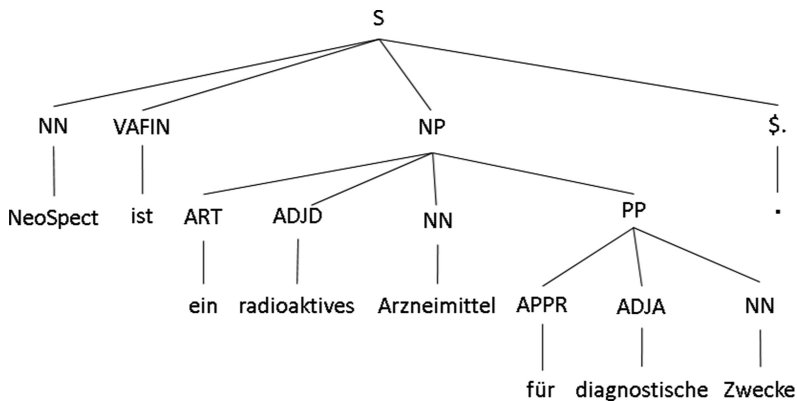 S
NN VAFIN NP $.
NeoSpect ist ART ADJD NN PP .
ein radioaktives Arzneimittel APPR ADJA NN
für diagnostische Zwecke